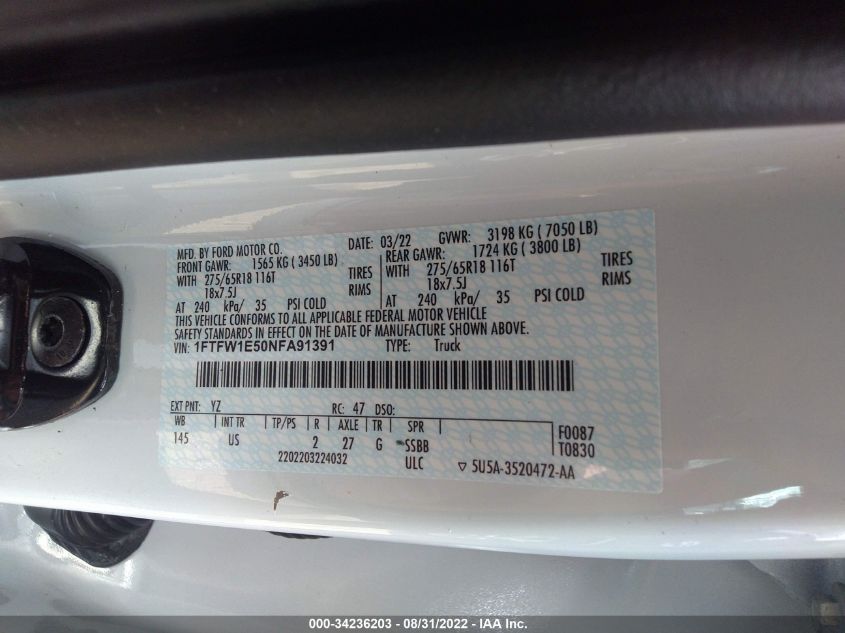 MFD. BY FORD MOTOR CO. DATE: 03/22 GVWR: 3198 KG ( 7050 LB)
FRONT GAWR: 1565 KG ( 3450 LB) REAR GAWR: 1724 KG ( 3800 LB)
WITH 275/65R18 116T TIRES WITH 275/65R18 116T TIRES
18x7.5J RIMS 18x7.5J RIMS
AT 240 kPa/ 35 PSI COLD AT 240 kPa/ 35 PSI COLD
THIS VEHICLE CONFORMS TO ALL APPLICABLE FEDERAL MOTOR VEHICLE
SAFETY STANDARDS IN EFFECT ON THE DATE OF MANUFACTURE SHOWN ABOVE.
VIN: 1FTFW1E50NFA91391 TYPE: Truck
EXT PNT: YZ RC: 47 DSO:
WB INT TR TP/PS R AXLE TR SPR F0087
145 US 2 27 G SSBB T0830
2202203224032 ULC ▽ 5U5A-3520472-AA
000-34236203 - 08/31/2022 - IAA Inc.